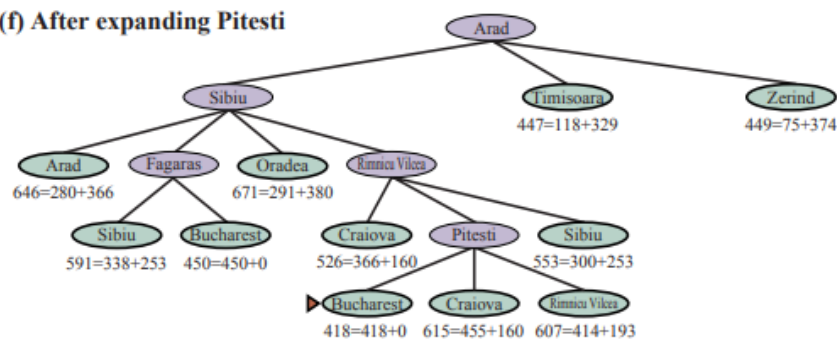 (f) After expanding Pitesti
Arad
Sibiu
Timisoara
Zerind
447=118+329
449=75+374
Arad
Fagaras
Oradea
Rimnicu Vilcea
646=280+366
671=291+380
Sibiu
Bucharest
Craiova
Pitesti
Sibiu
591=338+253
450=450+0
526=366+160
553=300+253
Bucharest
Craiova
Rimnicu Vilcea
418=418+0
615=455+160
607=414+193